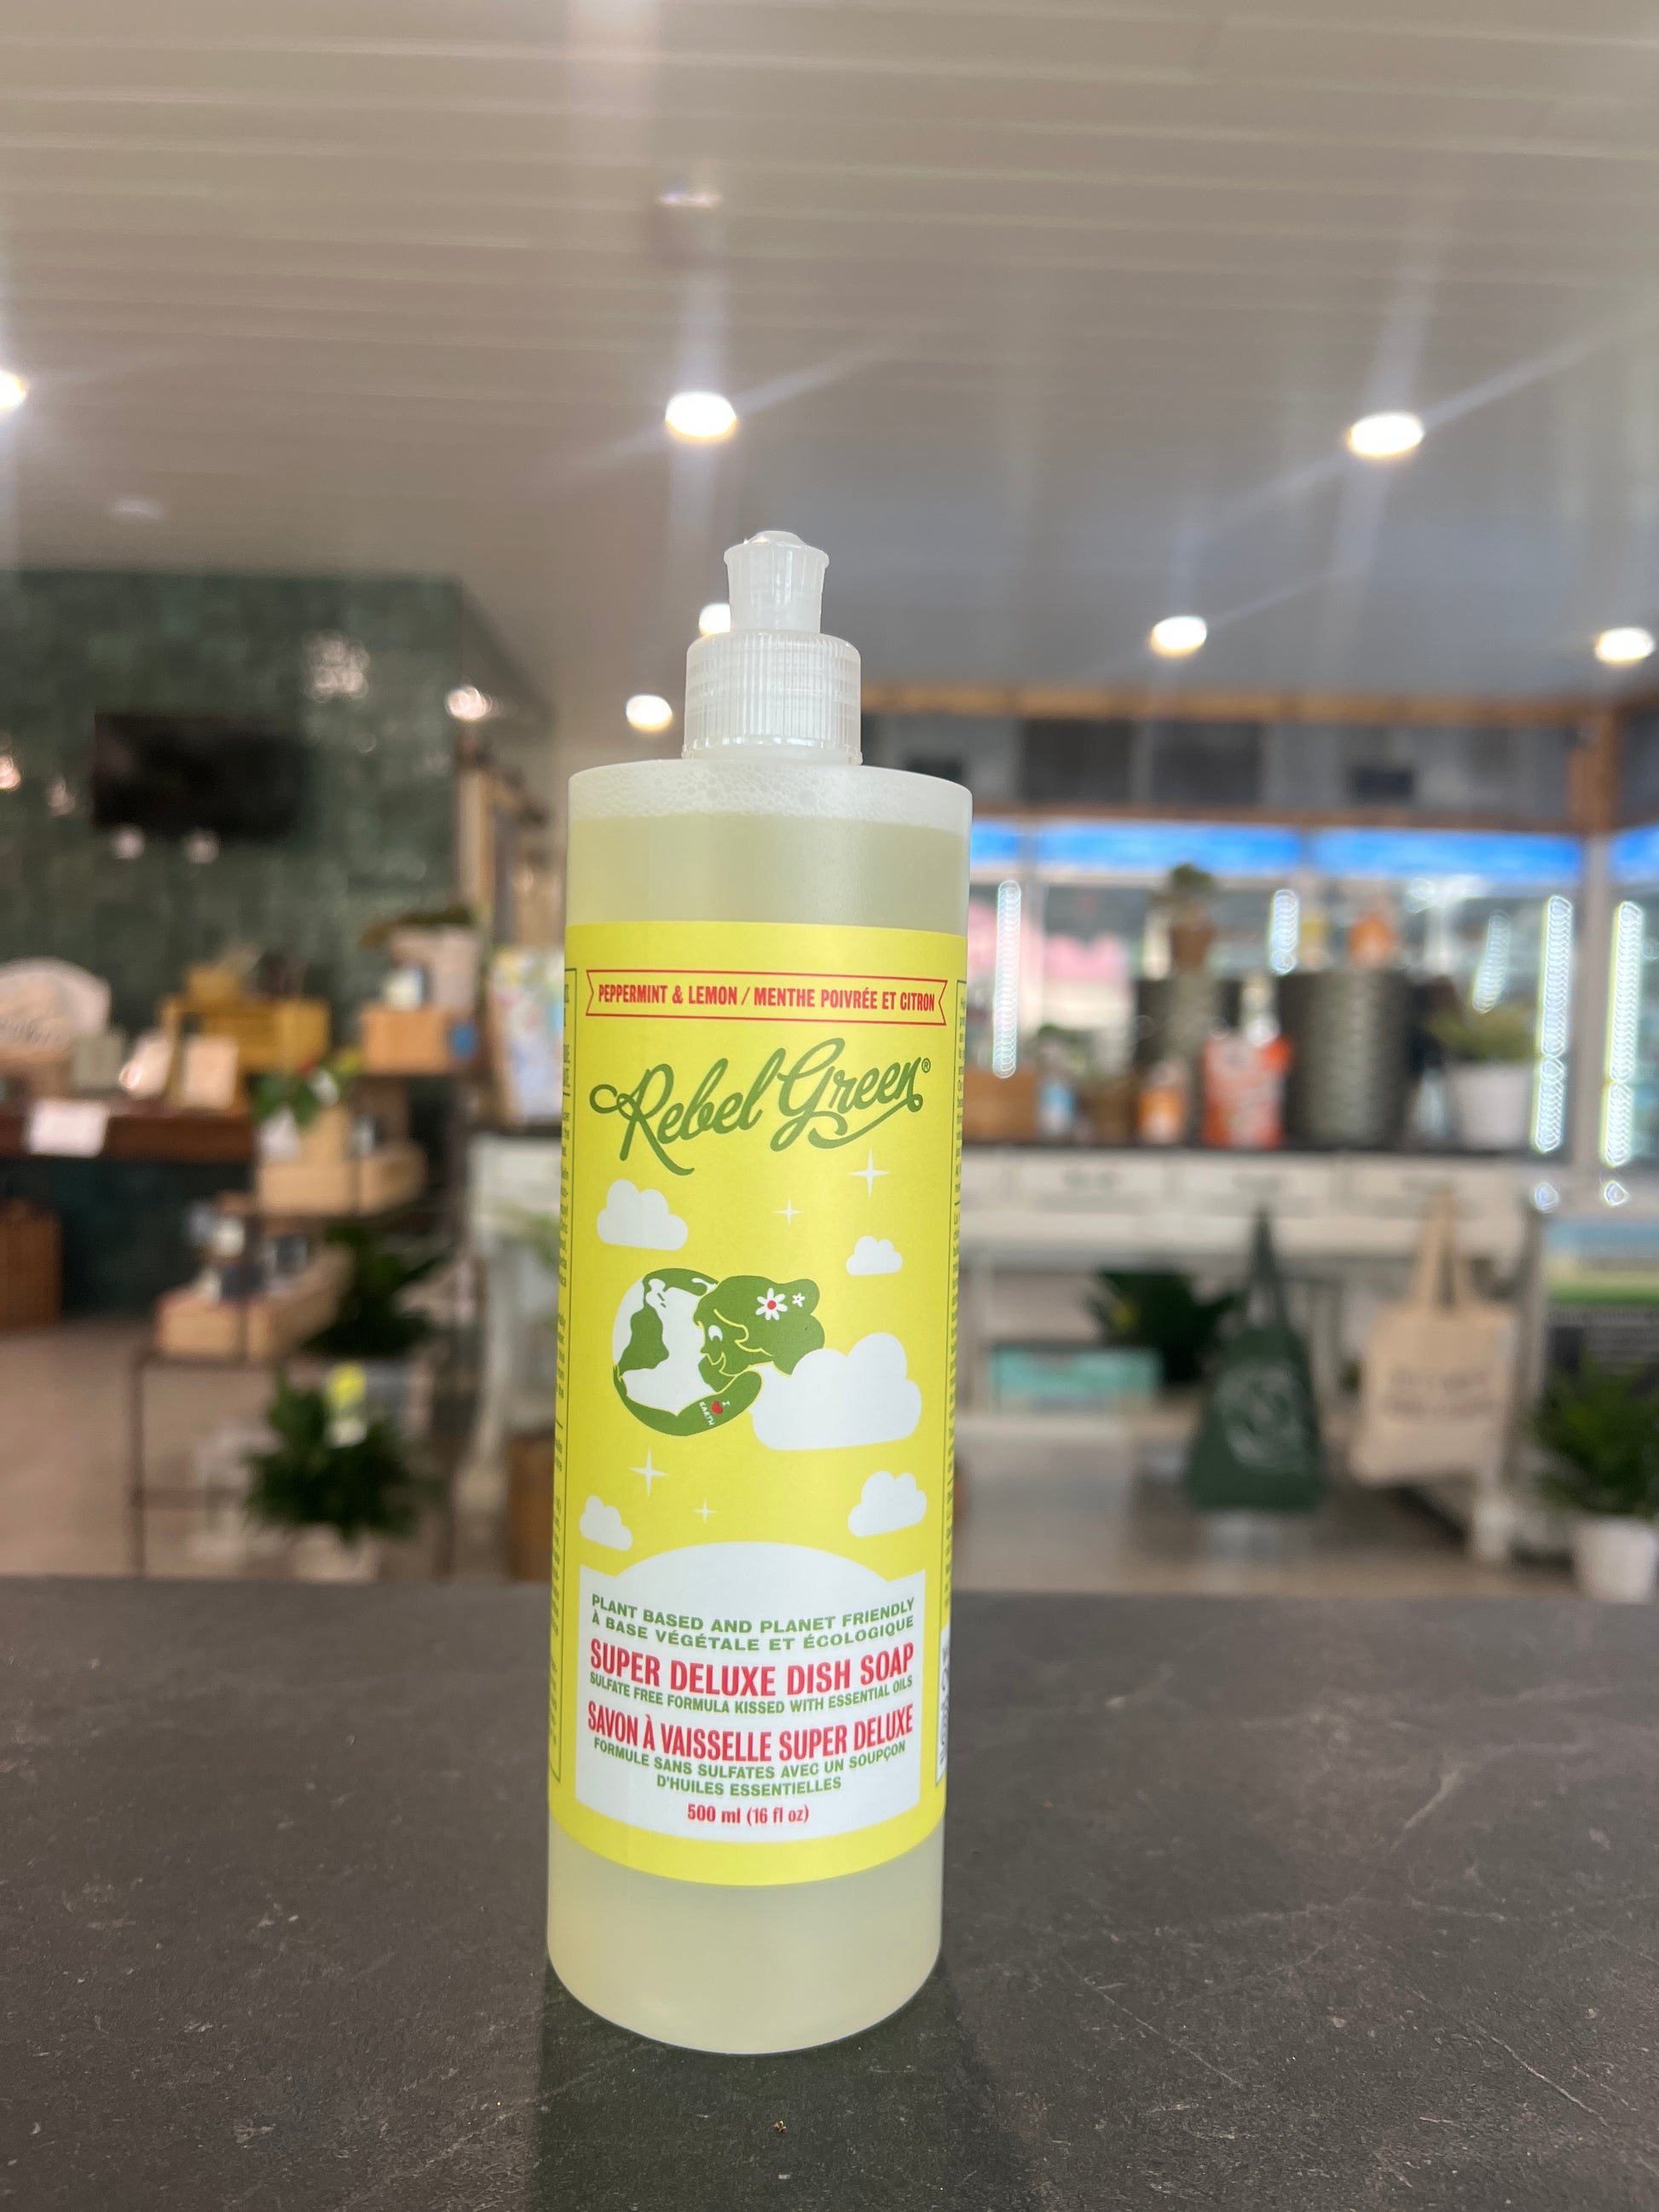 PEPPERMINT & LEMON / MENTHE POIVRÉE ET CITRON
Rebel Green®
I
EARTH
PLANT BASED AND PLANET FRIENDLY
À BASE VÉGÉTALE ET ÉCOLOGIQUE
SUPER DELUXE DISH SOAP
SULFATE FREE FORMULA KISSED WITH ESSENTIAL OILS
SAVON À VAISSELLE SUPER DELUXE
FORMULE SANS SULFATES AVEC UN SOUPÇON
D'HUILES ESSENTIELLES
500 ml (16 fl oz)